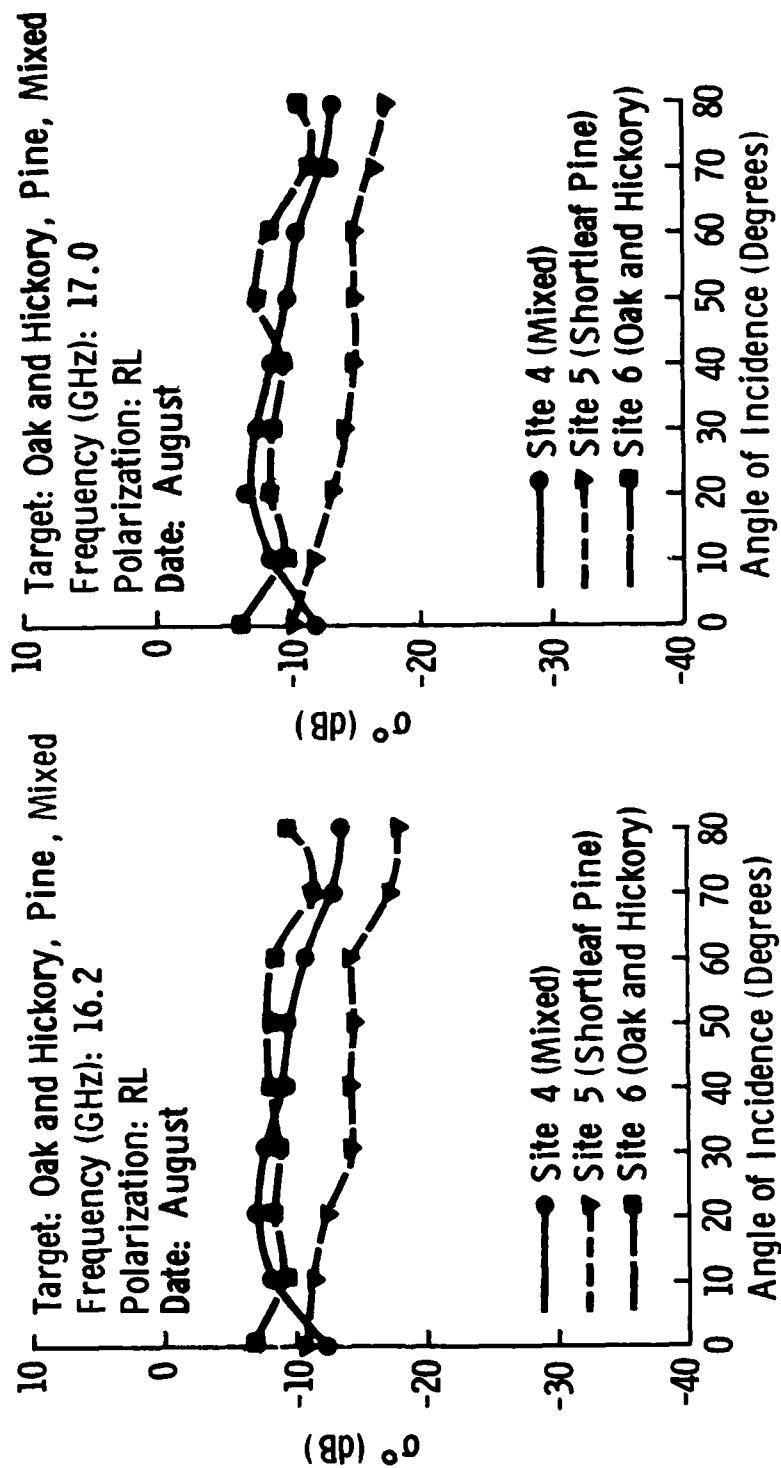 Target: Oak and Hickory, Pine, Mixed
Frequency (GHz): 16.2
Polarization: RL
Date: August
10
0
-10
-20
-30
-40
σ° (dB)
0 10 20 30 40 50 60 70 80
Angle of Incidence (Degrees)
Site 4 (Mixed)
Site 5 (Shortleaf Pine)
Site 6 (Oak and Hickory)
Target: Oak and Hickory, Pine, Mixed
Frequency (GHz): 17.0
Polarization: RL
Date: August
10
0
-10
-20
-30
-40
σ° (dB)
0 10 20 30 40 50 60 70 80
Angle of Incidence (Degrees)
Site 4 (Mixed)
Site 5 (Shortleaf Pine)
Site 6 (Oak and Hickory)